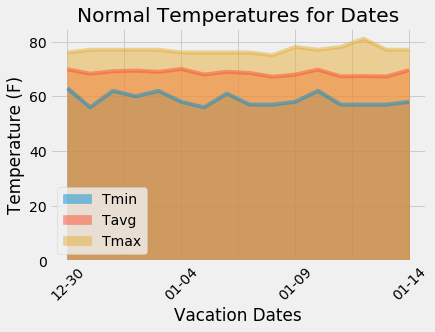 Normal Temperatures for Dates
Temperature (F)
80
60
40
20
0
Tmin
Tavg
Tmax
12-30
01-04
01-09
01-14
Vacation Dates